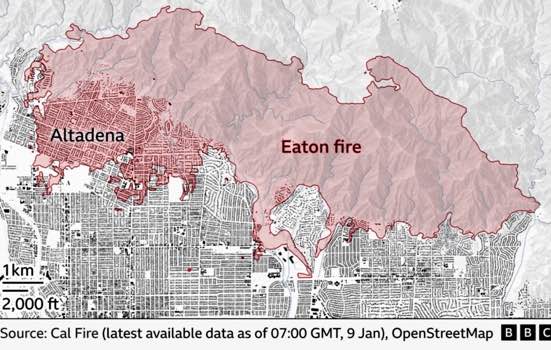 Altadena
Eaton fire
1km
2,000 ft
Source: Cal Fire (latest available data as of 07:00 GMT, 9 Jan), OpenStreetMap BBC